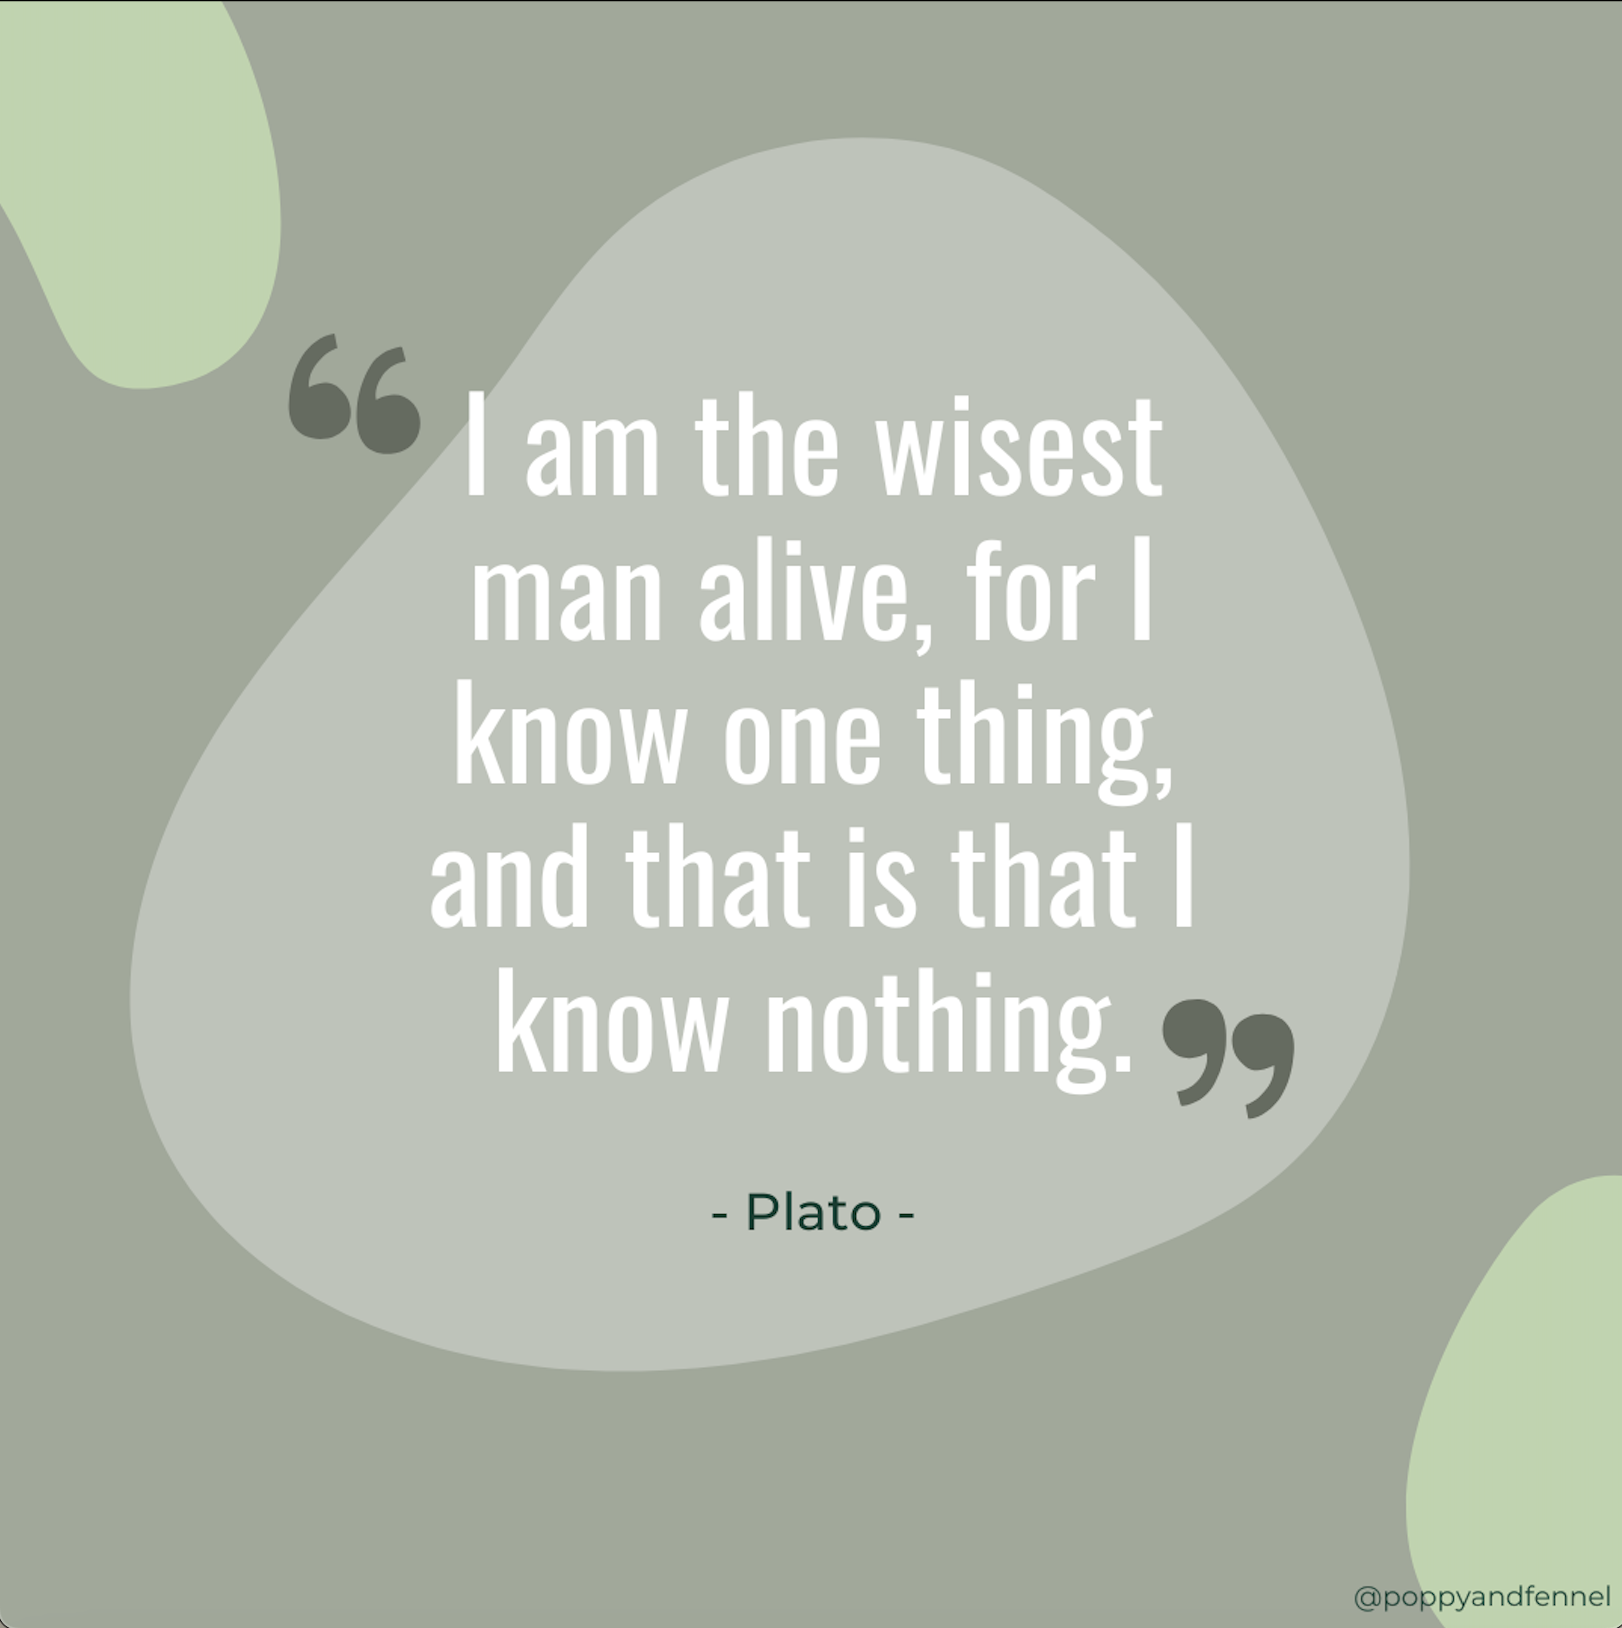 “ I am the wisest
man alive, for I
know one thing,
and that is that I
know nothing. ”
- Plato -
@poppyandfennel